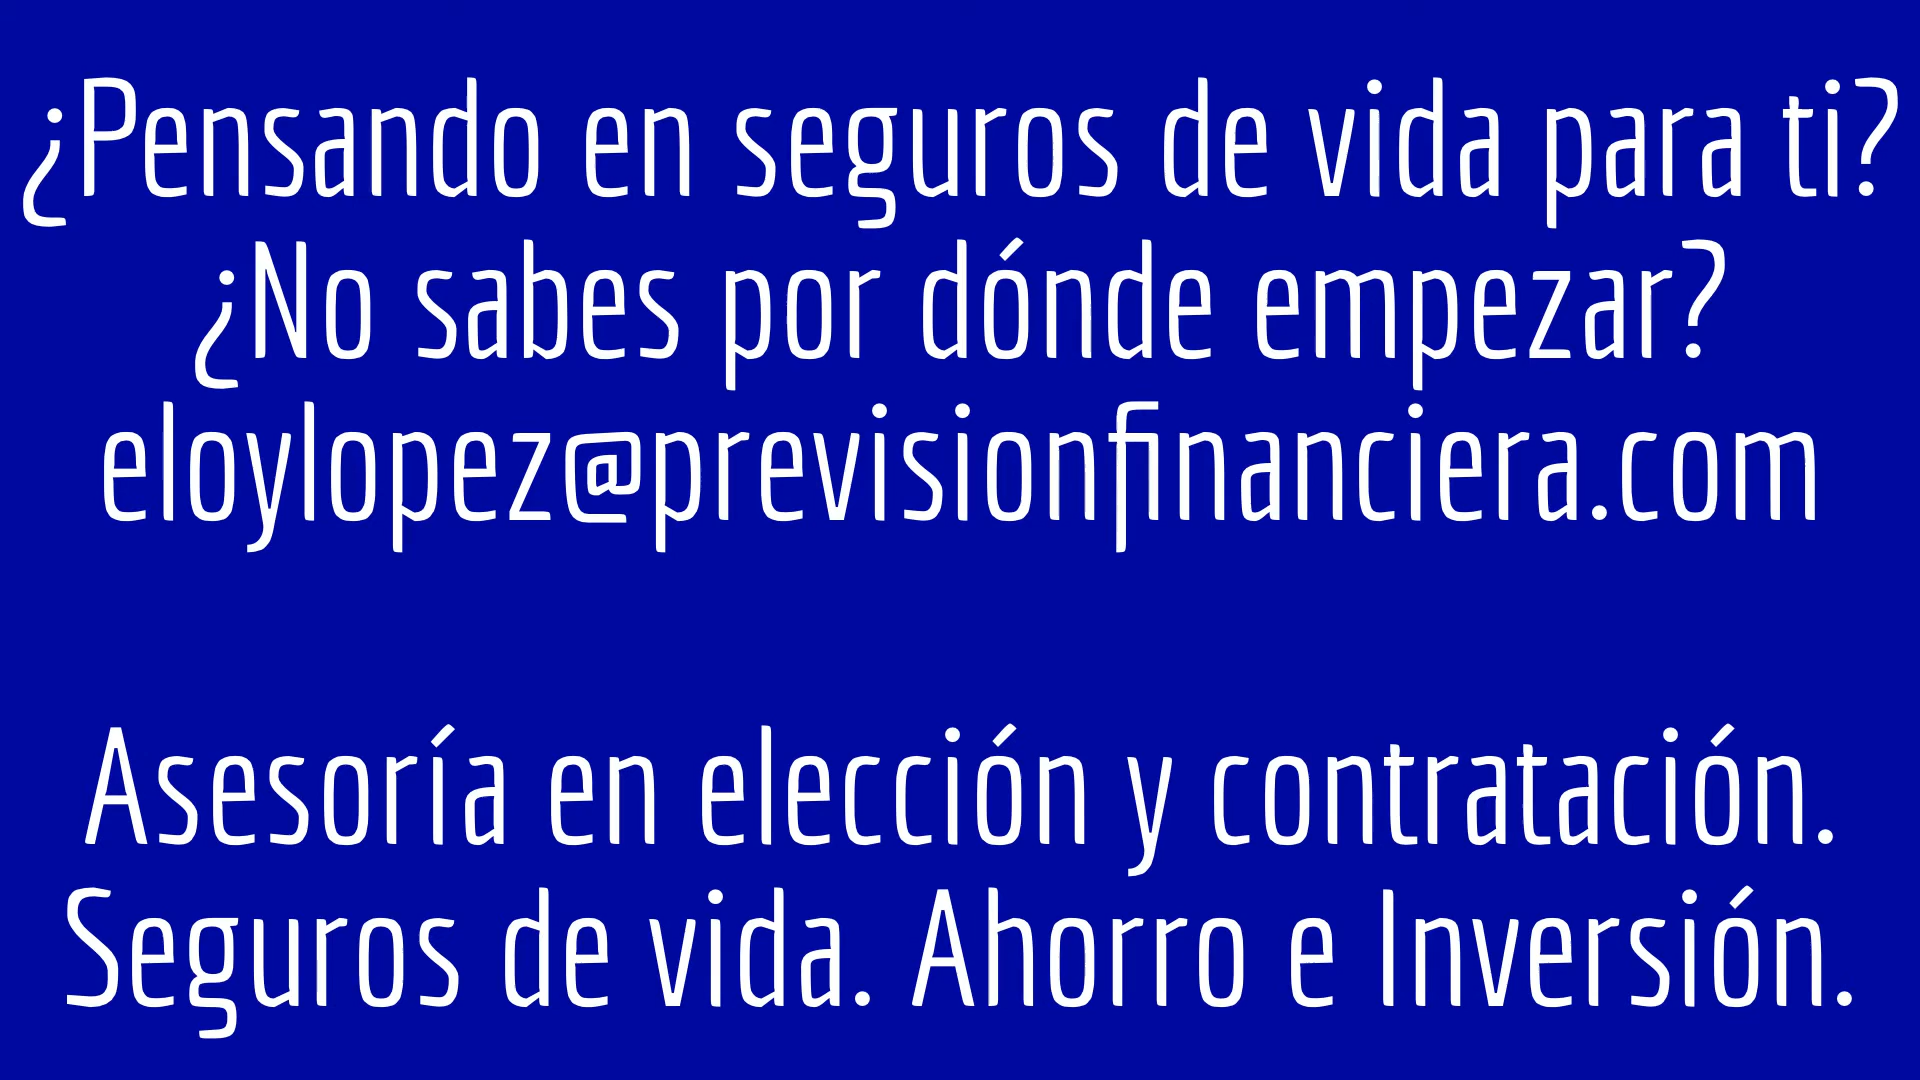 ¿Pensando en seguros de vida para ti?
¿No sabes por dónde empezar?
eloylopez@previsionfinanciera.com
Asesoría en elección y contratación.
Seguros de vida. Ahorro e Inversión.